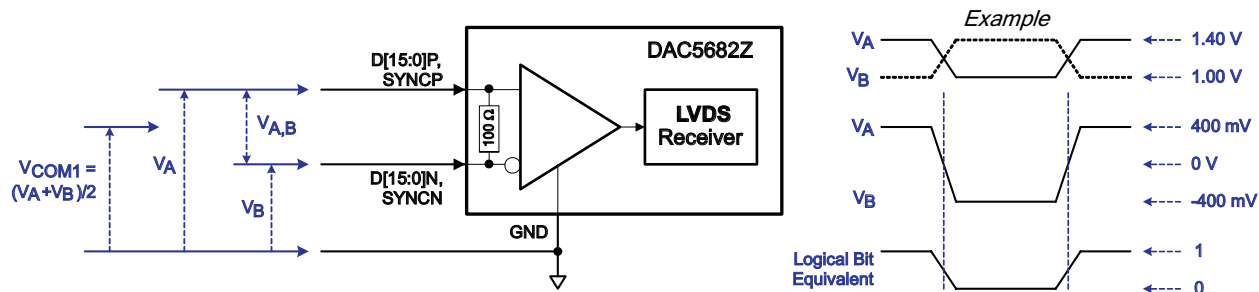 Example
DAC5682Z
D[15:0]P,
SYNCP
VA
1.40 V
VB
1.00 V
VA,B
100 Ω
LVDS
Receiver
VA
400 mV
VCOM1 =
(VA+VB)/2
VA
0 V
D[15:0]N,
SYNCN
VB
VB
-400 mV
GND
Logical Bit
Equivalent
1
0